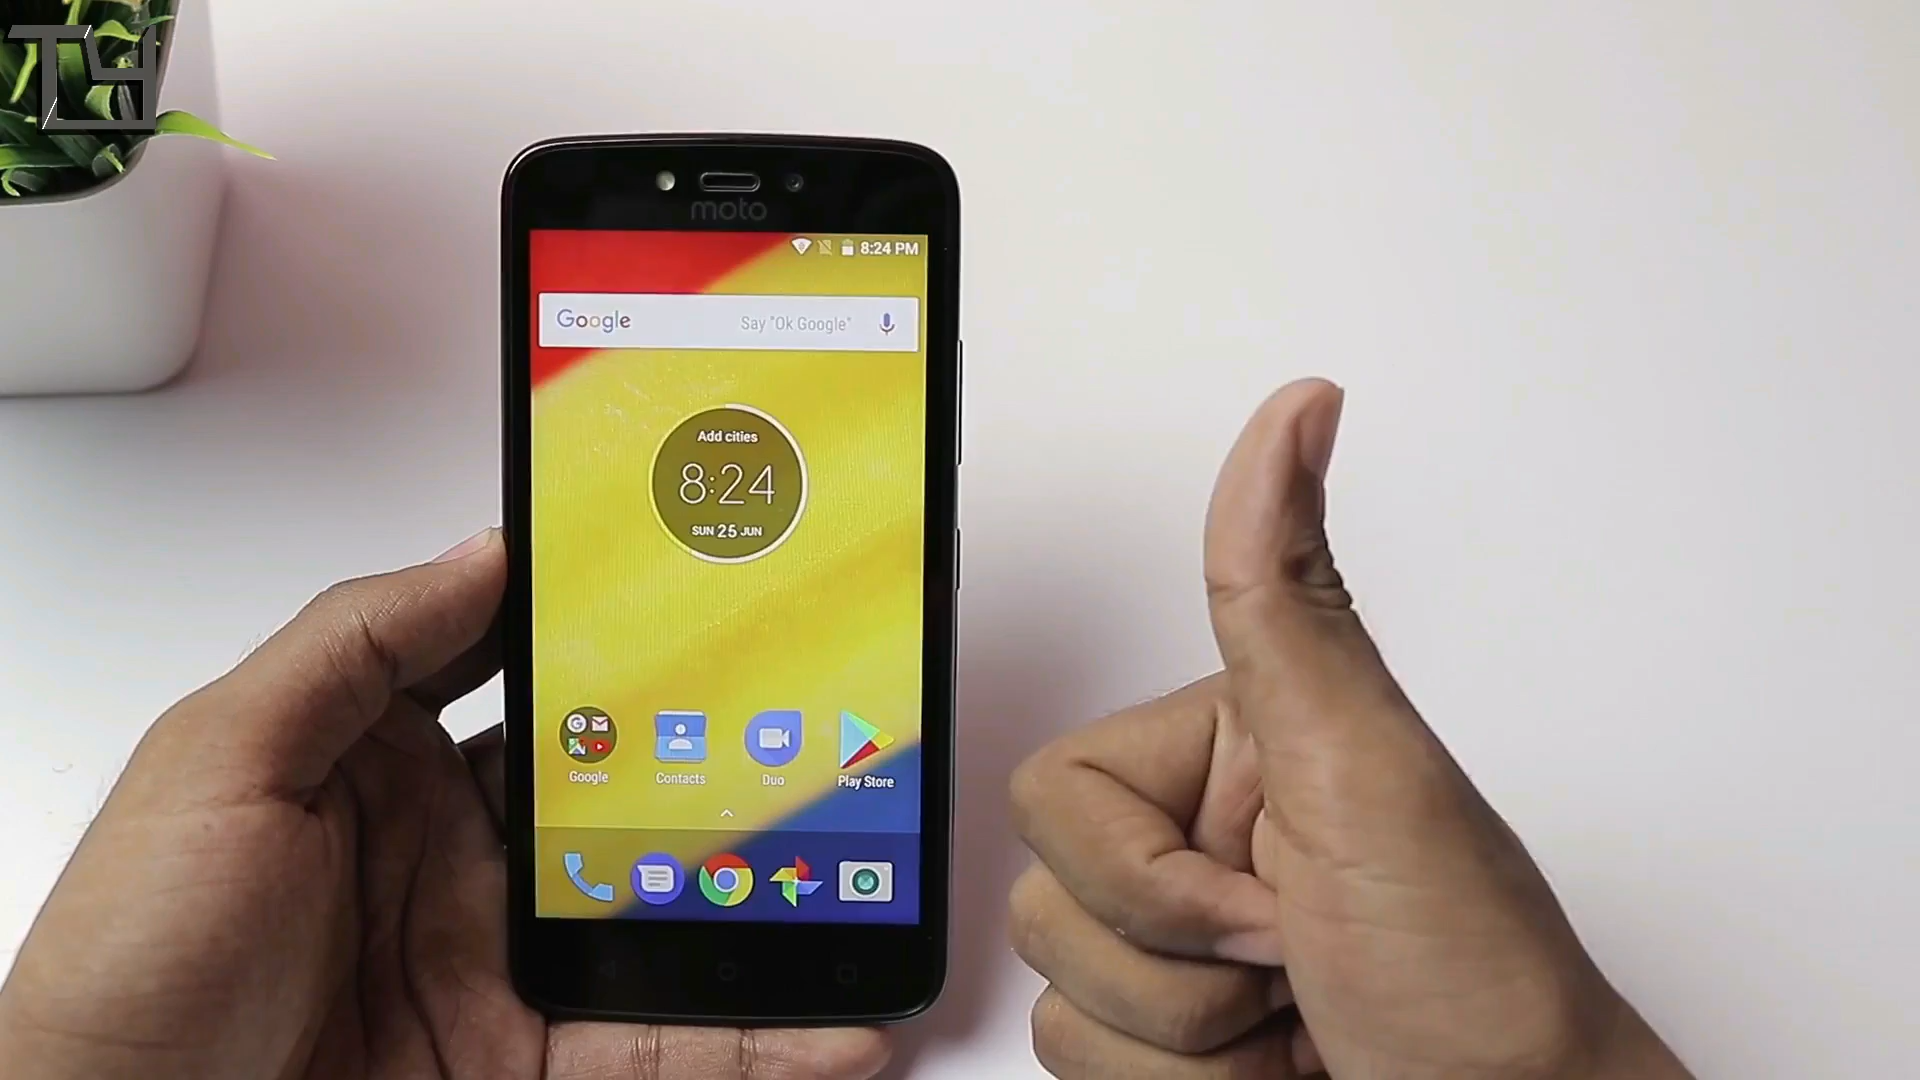 TY
moto
8:24 PM
Google Say "Ok Google"
Add cities
8:24
SUN 25 JUN
Google Contacts Duo Play Store